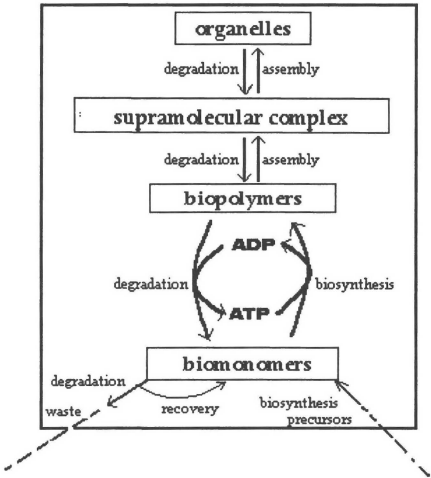 organelles
degradation assembly
supramolecular complex
degradation assembly
biopolymers
ADP
degradation biosynthesis
ATP
biomonomers
degradation
waste recovery biosynthesis
precursors